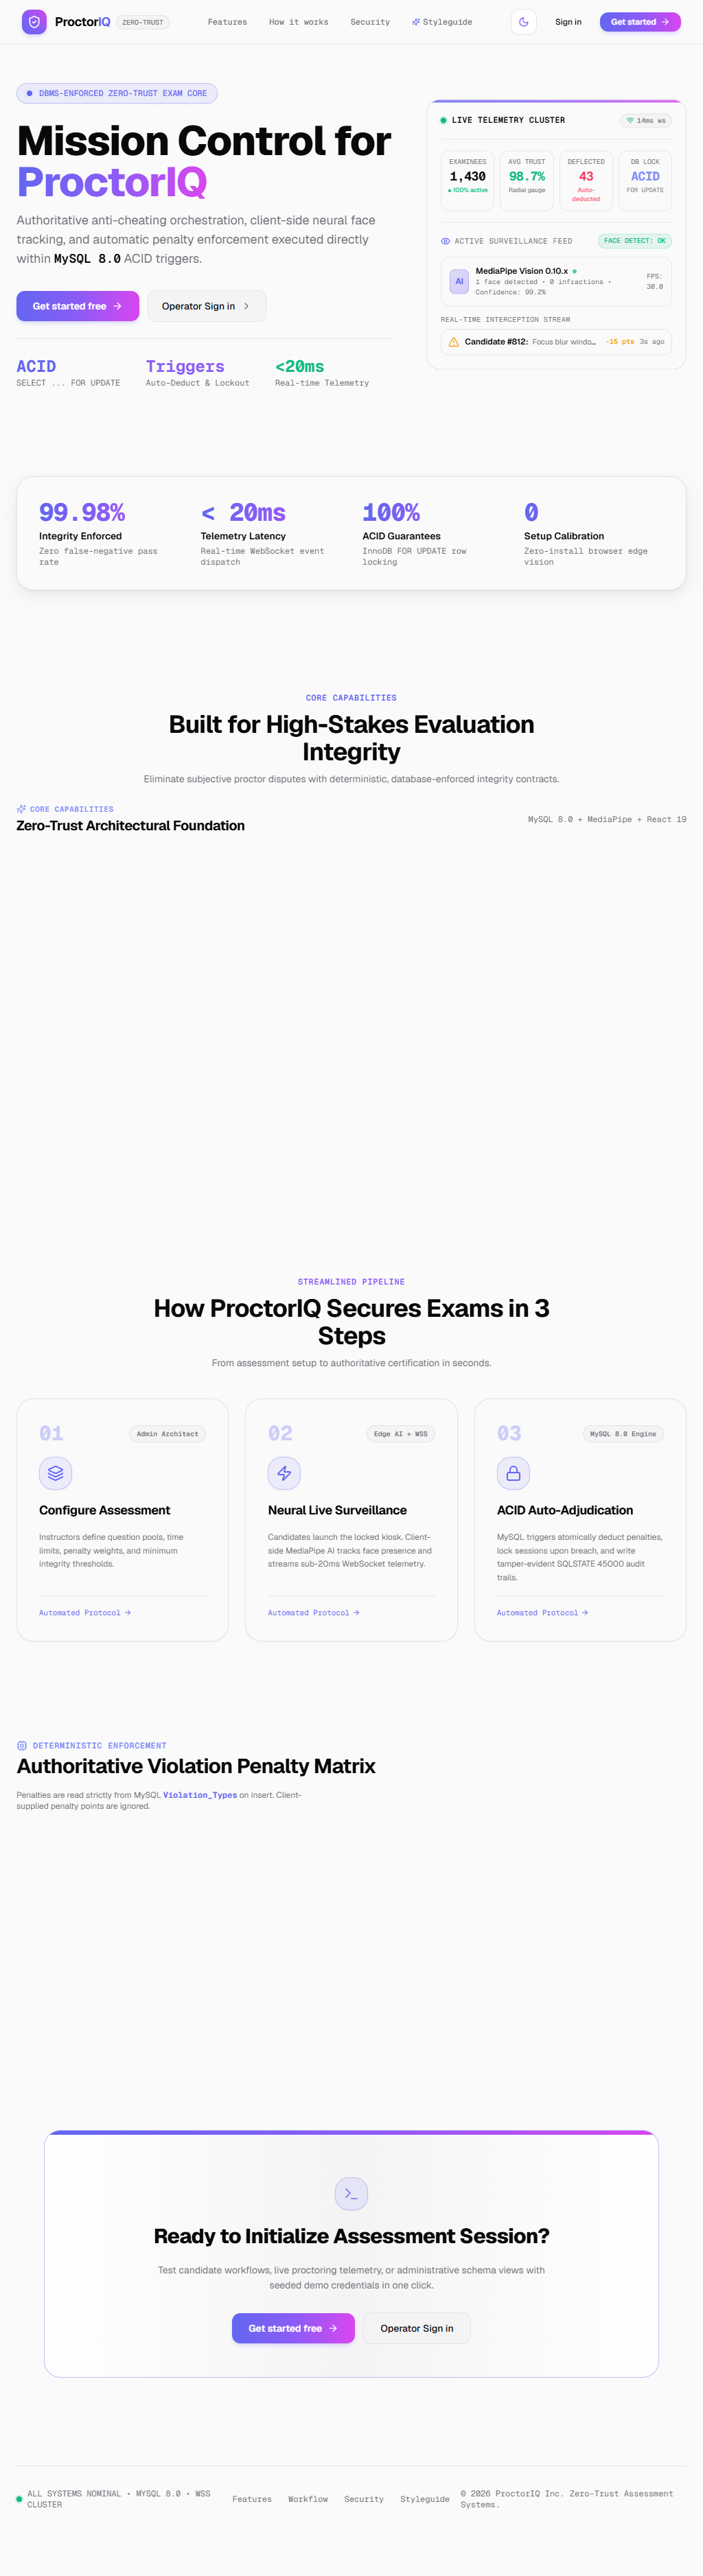 ProctorIQ
ZERO-TRUST
Features
How it works
Security
Styleguide
Sign in
Get started →
DBMS-ENFORCED ZERO-TRUST EXAM CORE
Mission Control for
ProctorIQ
Authoritative anti-cheating orchestration, client-side neural face
tracking, and automatic penalty enforcement executed directly
within MySQL 8.0 ACID triggers.
Get started free →
Operator Sign in >
ACID
SELECT ... FOR UPDATE
Triggers
Auto-Deduct & Lockout
<20ms
Real-time Telemetry
LIVE TELEMETRY CLUSTER
14ms ws
EXAMINEES
1,430
● 100% active
AVG TRUST
98.7%
Radial gauge
DEFLECTED
43
Auto-
deducted
DB LOCK
ACID
FOR UPDATE
ACTIVE SURVEILLANCE FEED
FACE DETECT: OK
AI
MediaPipe Vision 0.10.x
1 face detected • 0 infractions •
Confidence: 99.2%
FPS:
30.0
REAL-TIME INTERCEPTION STREAM
Candidate #812: Focus blur windo… -15 pts 3s ago
99.98%
Integrity Enforced
Zero false-negative pass
rate
< 20ms
Telemetry Latency
Real-time WebSocket event
dispatch
100%
ACID Guarantees
InnoDB FOR UPDATE row
locking
0
Setup Calibration
Zero-install browser edge
vision
CORE CAPABILITIES
Built for High-Stakes Evaluation
Integrity
Eliminate subjective proctor disputes with deterministic, database-enforced integrity contracts.
CORE CAPABILITIES
Zero-Trust Architectural Foundation
MySQL 8.0 + MediaPipe + React 19
STREAMLINED PIPELINE
How ProctorIQ Secures Exams in 3
Steps
From assessment setup to authoritative certification in seconds.
01
Admin Architect
Configure Assessment
Instructors define question pools, time
limits, penalty weights, and minimum
integrity thresholds.
Automated Protocol →
02
Edge AI + WSS
Neural Live Surveillance
Candidates launch the locked kiosk. Client-
side MediaPipe AI tracks face presence and
streams sub-20ms WebSocket telemetry.
Automated Protocol →
03
MySQL 8.0 Engine
ACID Auto-Adjudication
MySQL triggers atomically deduct penalties,
lock sessions upon breach, and write
tamper-evident SQLSTATE 45000 audit
trails.
Automated Protocol →
DETERMINISTIC ENFORCEMENT
Authoritative Violation Penalty Matrix
Penalties are read strictly from MySQL Violation_Types on insert. Client-
supplied penalty points are ignored.
Ready to Initialize Assessment Session?
Test candidate workflows, live proctoring telemetry, or administrative schema views with
seeded demo credentials in one click.
Get started free →
Operator Sign in
ALL SYSTEMS NOMINAL • MYSQL 8.0 • WSS
CLUSTER
Features
Workflow
Security
Styleguide
© 2026 ProctorIQ Inc. Zero-Trust Assessment
Systems.